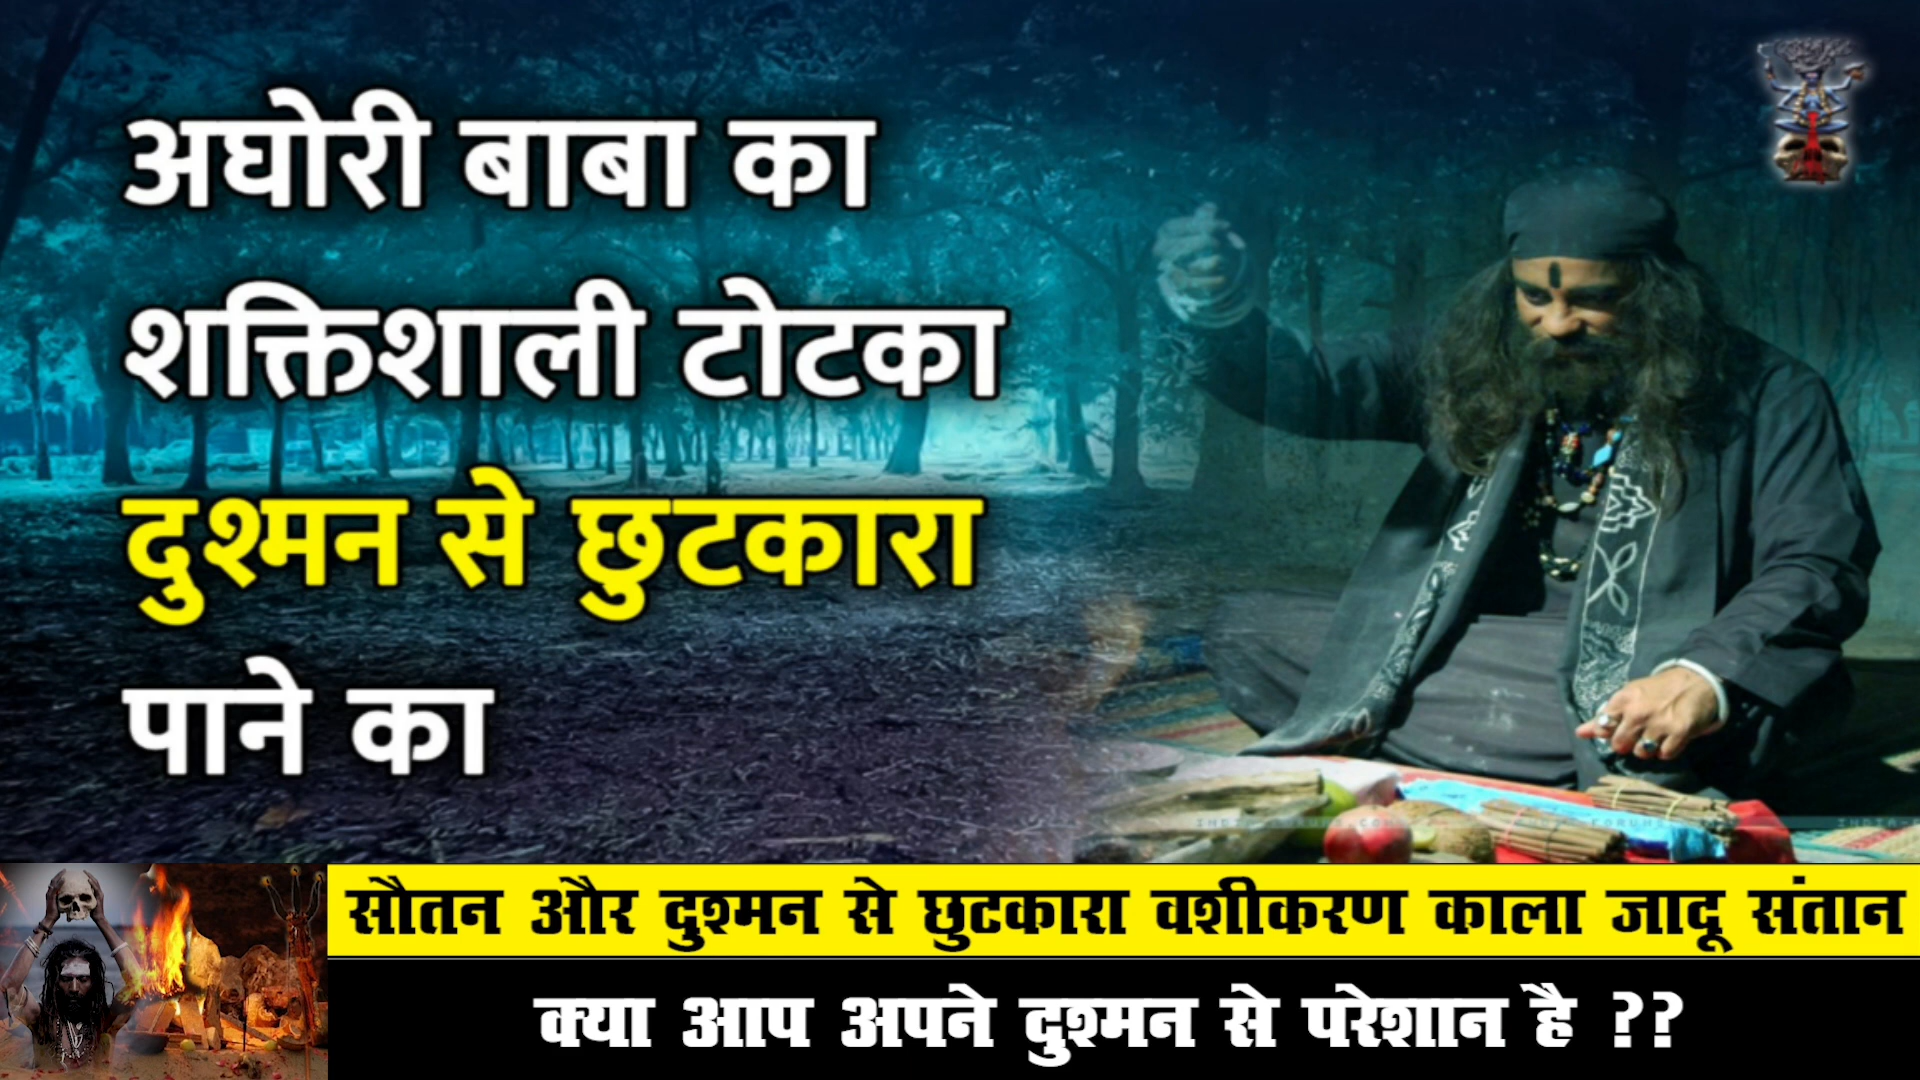 अघोरी बाबा का
शक्तिशाली टोटका
दुश्मन से छुटकारा
पाने का
सौतन और दुश्मन से छुटकारा वशीकरण काला जादू संतान
क्या आप अपने दुश्मन से परेशान है ??